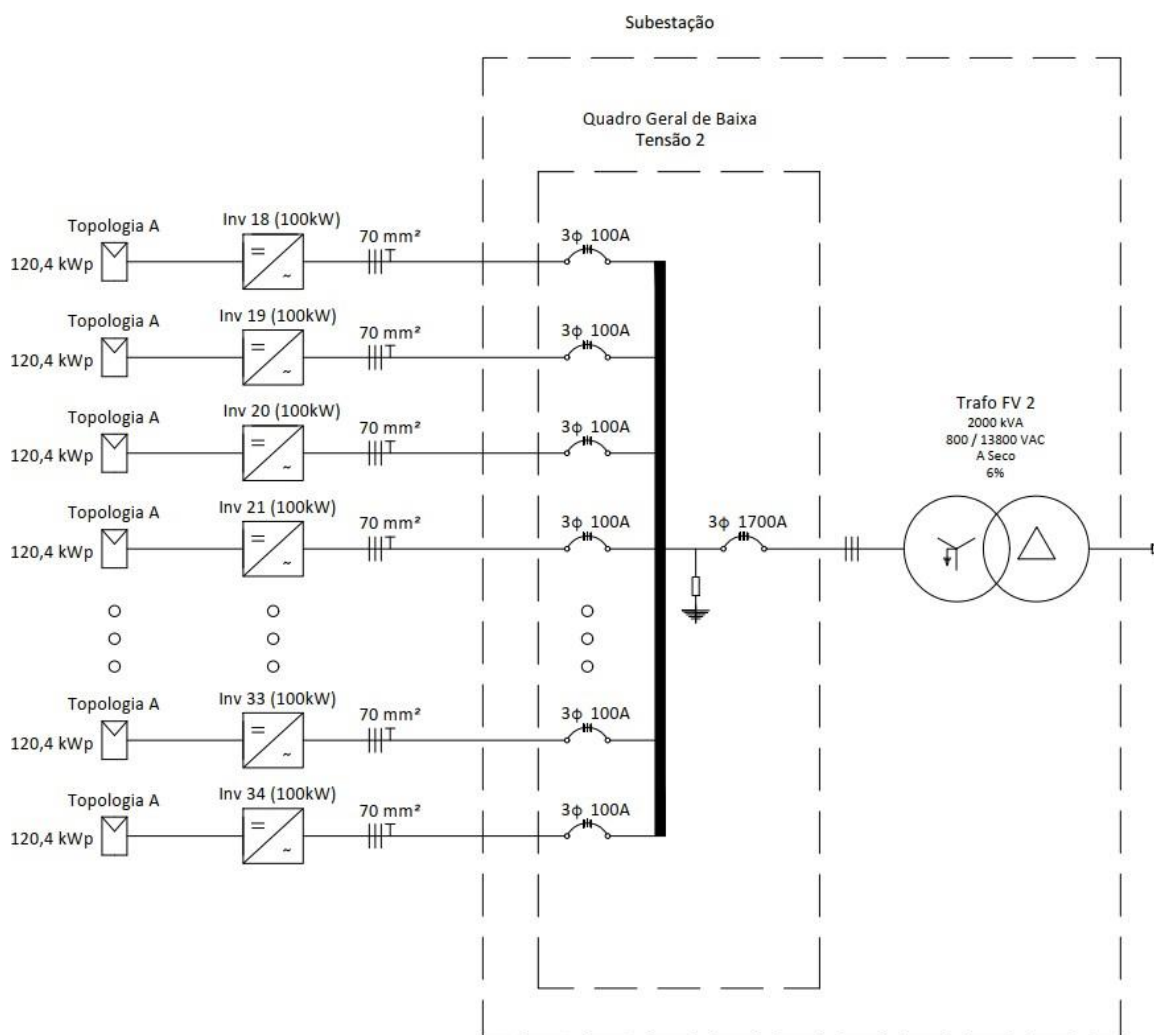 Subestação
Quadro Geral de Baixa
Tensão 2
Topologia A
Inv 18 (100kW)
70 mm²
3ϕ 100A
120,4 kWp
Topologia A
Inv 19 (100kW)
70 mm²
3ϕ 100A
120,4 kWp
Topologia A
Inv 20 (100kW)
70 mm²
3ϕ 100A
120,4 kWp
Trafo FV 2
2000 kVA
800 / 13800 VAC
A Seco
6%
Topologia A
Inv 21 (100kW)
70 mm²
3ϕ 100A
3ϕ 1700A
120,4 kWp
Topologia A
Inv 33 (100kW)
70 mm²
3ϕ 100A
120,4 kWp
Topologia A
Inv 34 (100kW)
70 mm²
3ϕ 100A
120,4 kWp